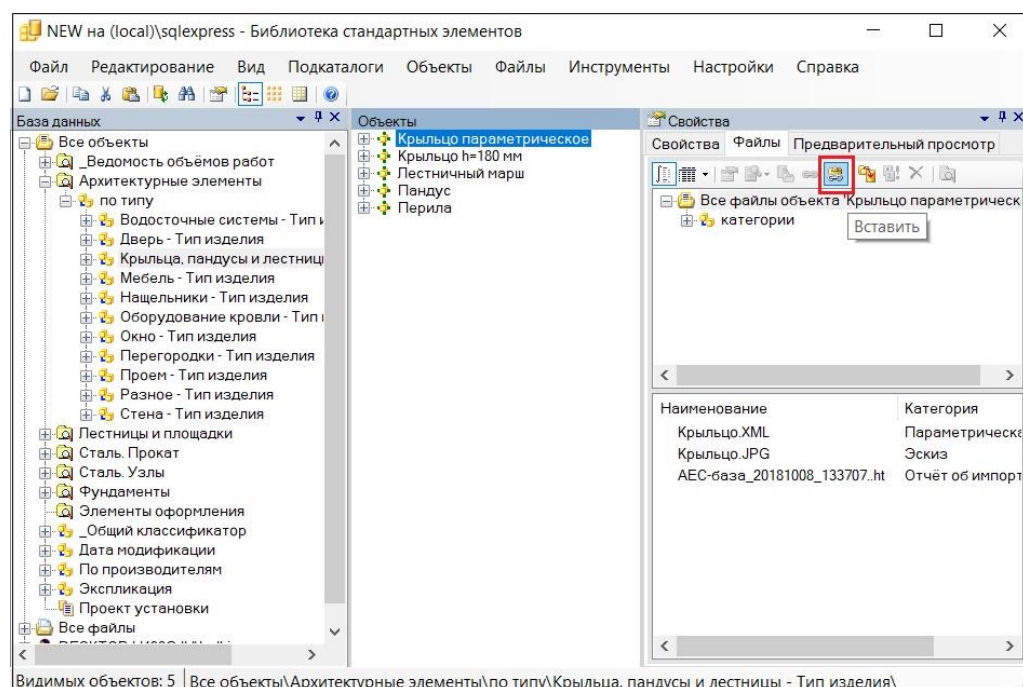 NEW на (local)\sqlexpress - Библиотека стандартных элементов
Файл Редактирование Вид Подкаталоги Объекты Файлы Инструменты Настройки Справка
База данных
Все объекты
_Ведомость объёмов работ
Архитектурные элементы
по типу
Водосточные системы - Тип и
Дверь - Тип изделия
Крыльца, пандусы и лестниц
Мебель - Тип изделия
Нащельники - Тип изделия
Оборудование кровли - Тип
Окно - Тип изделия
Перегородки - Тип изделия
Проем - Тип изделия
Разное - Тип изделия
Стена - Тип изделия
Лестницы и площадки
Сталь. Прокат
Сталь. Узлы
Фундаменты
Элементы оформления
_Общий классификатор
Дата модификации
По производителям
Экспликация
Проект установки
Все файлы
Объекты
Крыльцо параметрическое
Крыльцо h=180 мм
Лестничный марш
Пандус
Перила
Свойства
Свойства Файлы Предварительный просмотр
Все файлы объекта 'Крыльцо параметрическ
категории
Вставить
Наименование Категория
Крыльцо.XML Параметрическа
Крыльцо.JPG Эскиз
АЕС-база_20181008_133707..ht Отчёт об импорт
Видимых объектов: 5 Все объекты\Архитектурные элементы\по типу\Крыльца, пандусы и лестницы - Тип изделия\